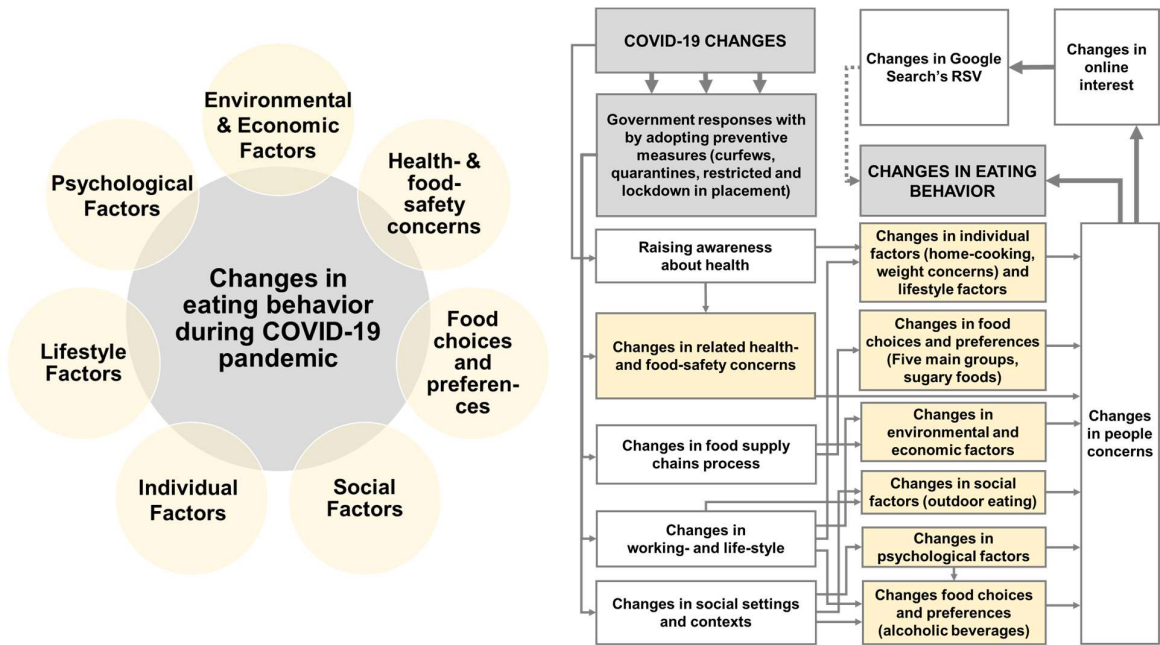 Environmental
& Economic
Factors
Health- &
food-
safety
concerns
Food
choices
and
preferen-
ces
Social
Factors
Individual
Factors
Lifestyle
Factors
Psychological
Factors
Changes in
eating behavior
during COVID-19
pandemic
COVID-19 CHANGES
Government responses with
by adopting preventive
measures (curfews,
quarantines, restricted and
lockdown in placement)
Raising awareness
about health
Changes in related health-
and food-safety concerns
Changes in food supply
chains process
Changes in
working- and life-style
Changes in social settings
and contexts
Changes in Google
Search's RSV
Changes in
online
interest
CHANGES IN EATING
BEHAVIOR
Changes in individual
factors (home-cooking,
weight concerns) and
lifestyle factors
Changes in food
choices and preferences
(Five main groups,
sugary foods)
Changes in
environmental and
economic factors
Changes in social
factors (outdoor eating)
Changes in
psychological factors
Changes food choices
and preferences
(alcoholic beverages)
Changes
in people
concerns